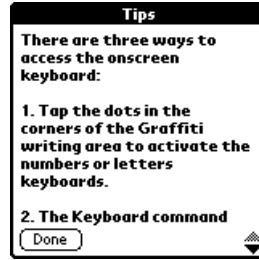 Tips
There are three ways to
access the onscreen
keyboard:
1. Tap the dots in the
corners of the Graffiti
writing area to activate the
numbers or letters
keyboards.
2. The Keyboard command
Done